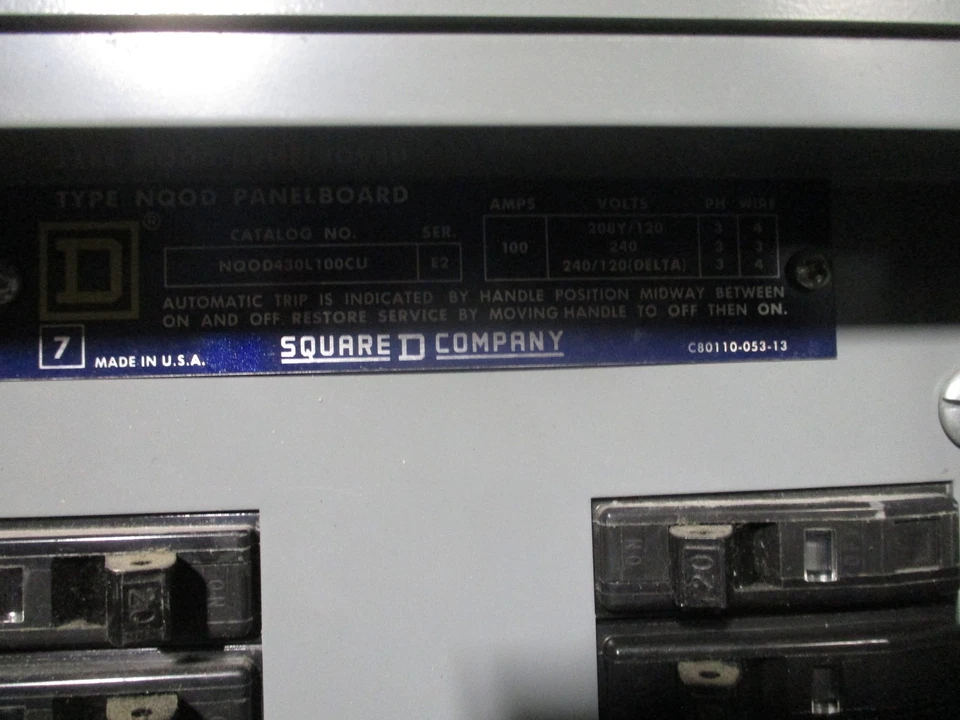 TYPE NQOD PANELBOARD
D ®
CATALOG NO. SER.
NQOD430L100CU E2
AMPS VOLTS PH WIRE
100
208Y/120 3 4
240 3 3
240/120(DELTA) 3 4
AUTOMATIC TRIP IS INDICATED BY HANDLE POSITION MIDWAY BETWEEN
ON AND OFF. RESTORE SERVICE BY MOVING HANDLE TO OFF THEN ON.
7 MADE IN U.S.A. SQUARE D COMPANY C80110-053-13
20 ON
ON 20